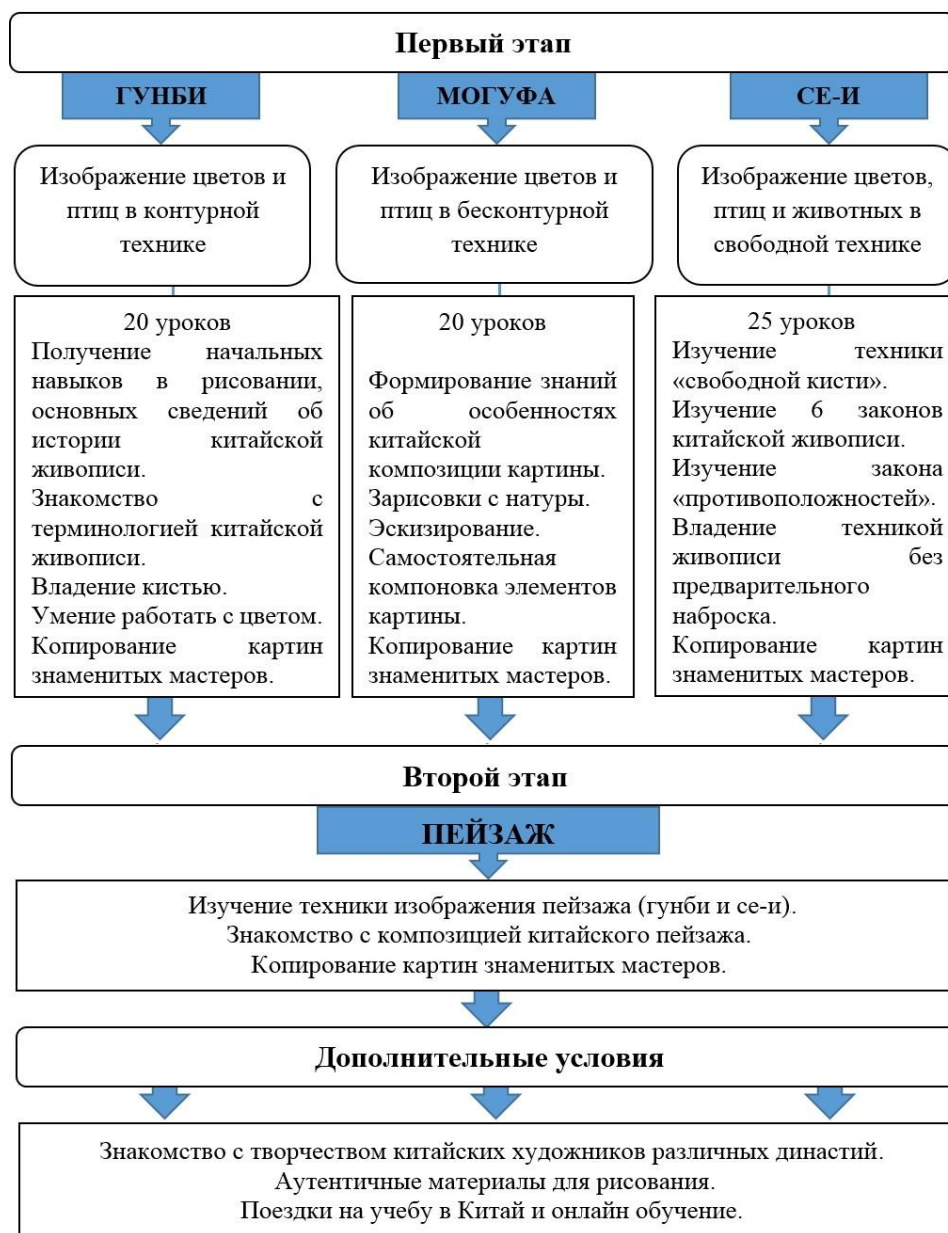 Первый этап
ГУНБИ
Изображение цветов и
птиц в контурной
технике
20 уроков
Получение начальных
навыков в рисовании,
основных сведений об
истории китайской
живописи.
Знакомство с
терминологией китайской
живописи.
Владение кистью.
Умение работать с цветом.
Копирование картин
знаменитых мастеров.
МОГУФА
Изображение цветов и
птиц в бесконтурной
технике
20 уроков
Формирование знаний
об особенностях
китайской
композиции картины.
Зарисовки с натуры.
Эскизирование.
Самостоятельная
компоновка элементов
картины.
Копирование картин
знаменитых мастеров.
СЕ-И
Изображение цветов,
птиц и животных в
свободной технике
25 уроков
Изучение техники
«свободной кисти».
Изучение 6 законов
китайской живописи.
Изучение закона
«противоположностей».
Владение техникой
живописи без
предварительного
наброска.
Копирование картин
знаменитых мастеров.
Второй этап
ПЕЙЗАЖ
Изучение техники изображения пейзажа (гунби и се-и).
Знакомство с композицией китайского пейзажа.
Копирование картин знаменитых мастеров.
Дополнительные условия
Знакомство с творчеством китайских художников различных династий.
Аутентичные материалы для рисования.
Поездки на учебу в Китай и онлайн обучение.